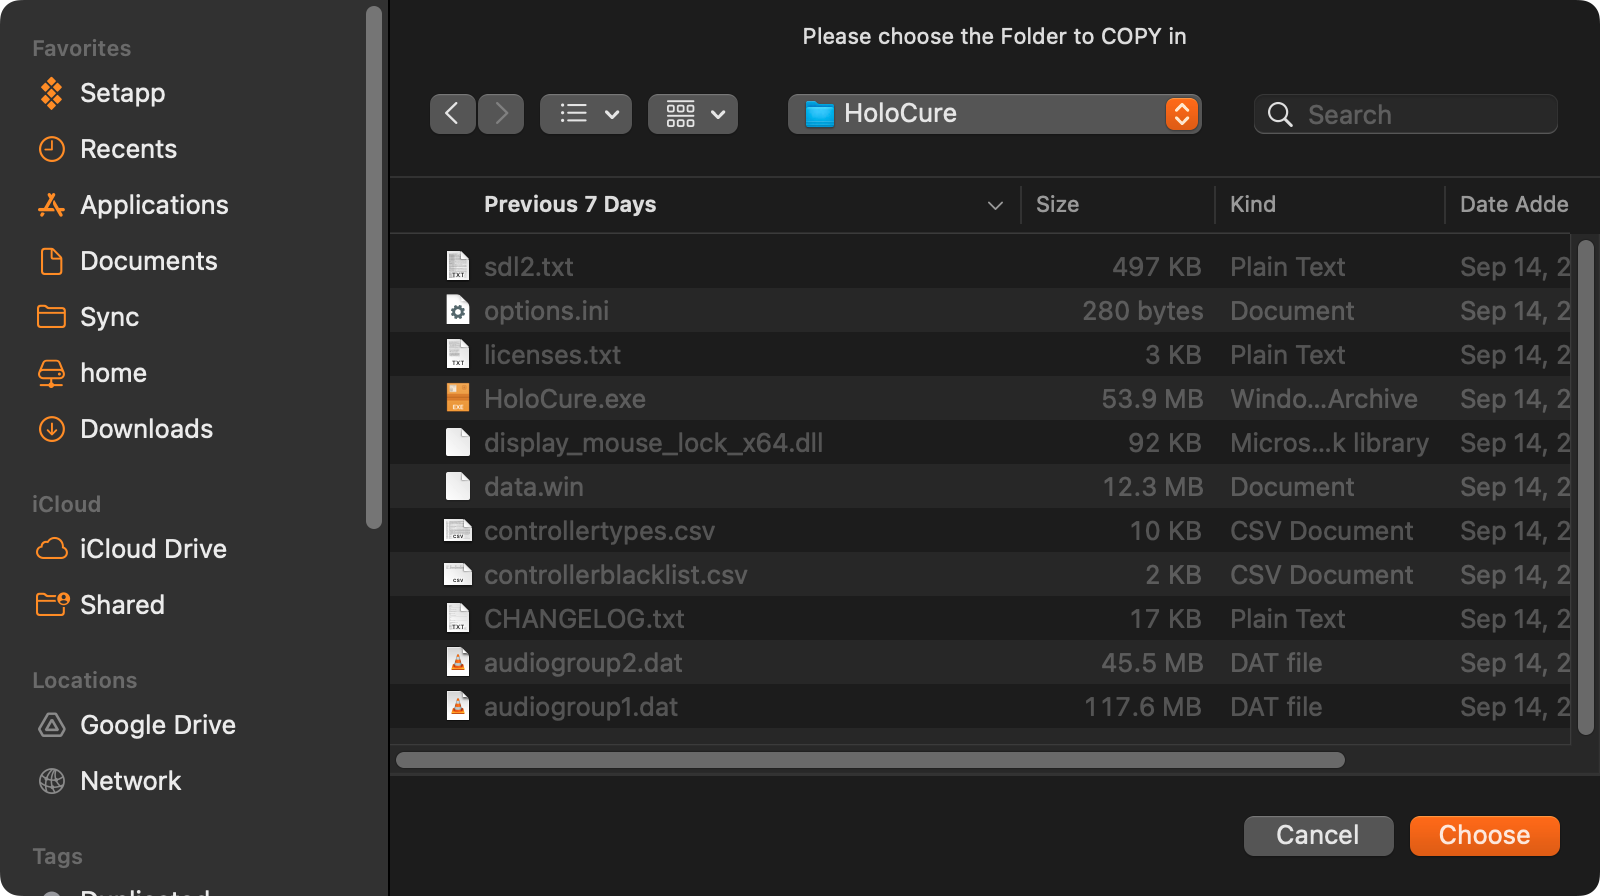 Favorites
Setapp
Recents
Applications
Documents
Sync
home
Downloads
iCloud
iCloud Drive
Shared
Locations
Google Drive
Network
Tags
Duplicated
Please choose the Folder to COPY in
HoloCure
Search
Previous 7 Days Size Kind Date Adde
sdl2.txt 497 KB Plain Text Sep 14, 2
options.ini 280 bytes Document Sep 14, 2
licenses.txt 3 KB Plain Text Sep 14, 2
HoloCure.exe 53.9 MB Windo...Archive Sep 14, 2
display_mouse_lock_x64.dll 92 KB Micros...k library Sep 14, 2
data.win 12.3 MB Document Sep 14, 2
controllertypes.csv 10 KB CSV Document Sep 14, 2
controllerblacklist.csv 2 KB CSV Document Sep 14, 2
CHANGELOG.txt 17 KB Plain Text Sep 14, 2
audiogroup2.dat 45.5 MB DAT file Sep 14, 2
audiogroup1.dat 117.6 MB DAT file Sep 14, 2
Cancel Choose